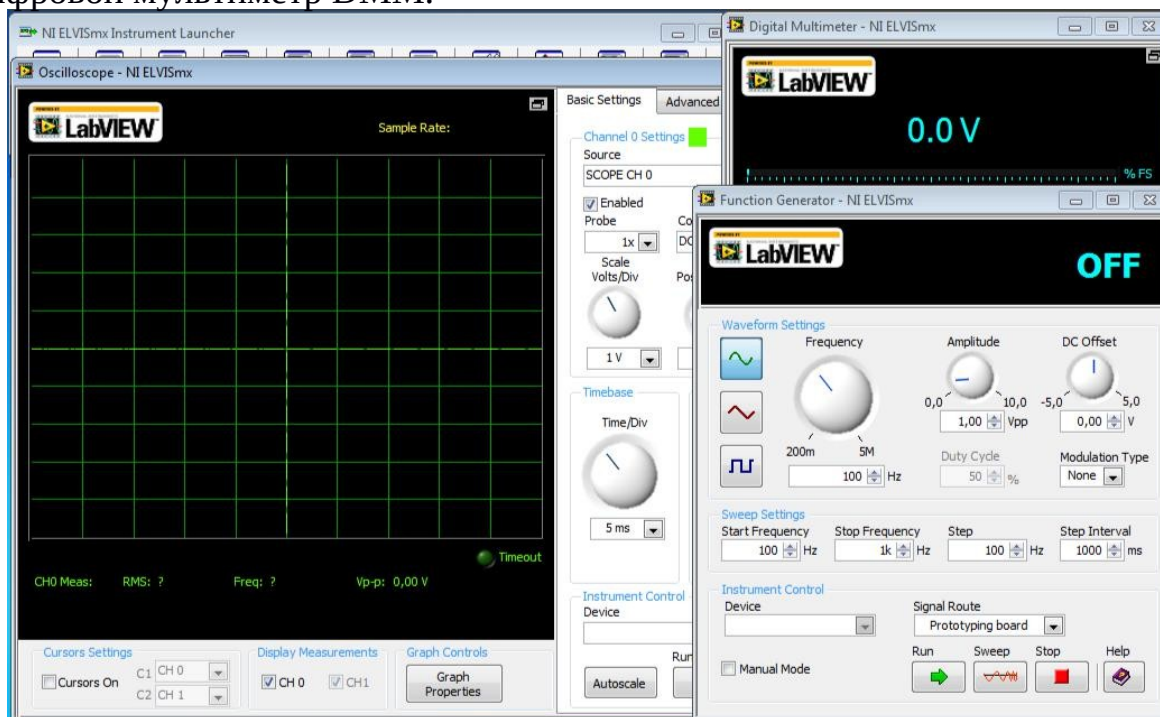 фровой мультиметр DMM.
NI ELVISmx Instrument Launcher
Digital Multimeter - NI ELVISmx
Oscilloscope - NI ELVISmx
LabVIEW
Sample Rate:
Basic Settings
Advanced
Channel 0 Settings
Source
SCOPE CH 0
Enabled
Probe
Co
1x
DC
Scale
Volts/Div
Pos
1 V
Timebase
Time/Div
5 ms
Timeout
CH0 Meas: RMS: ? Freq: ? Vp-p: 0,00 V
Instrument Control
Device
Run
Autoscale
Cursors Settings
Cursors On
C1 CH 0
C2 CH 1
Display Measurements
CH 0 CH1
Graph Controls
Graph
Properties
LabVIEW
0.0 V
% FS
Function Generator - NI ELVISmx
LabVIEW
OFF
Waveform Settings
Frequency Amplitude DC Offset
0,0 10,0 -5,0 5,0
1,00 Vpp 0,00 V
200m 5M
Duty Cycle Modulation Type
100 Hz 50 % None
Sweep Settings
Start Frequency Stop Frequency Step Step Interval
100 Hz 1k Hz 100 Hz 1000 ms
Instrument Control
Device Signal Route
Prototyping board
Run Sweep Stop Help
Manual Mode